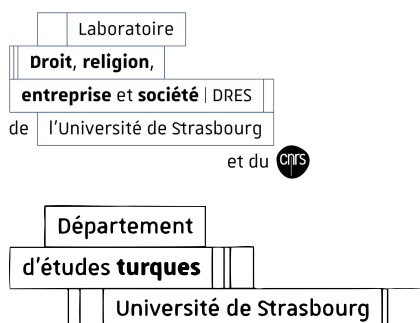 Laboratoire
Droit, religion,
entreprise et société | DRES
de l'Université de Strasbourg
et du cnrs
Département
d'études turques
Université de Strasbourg